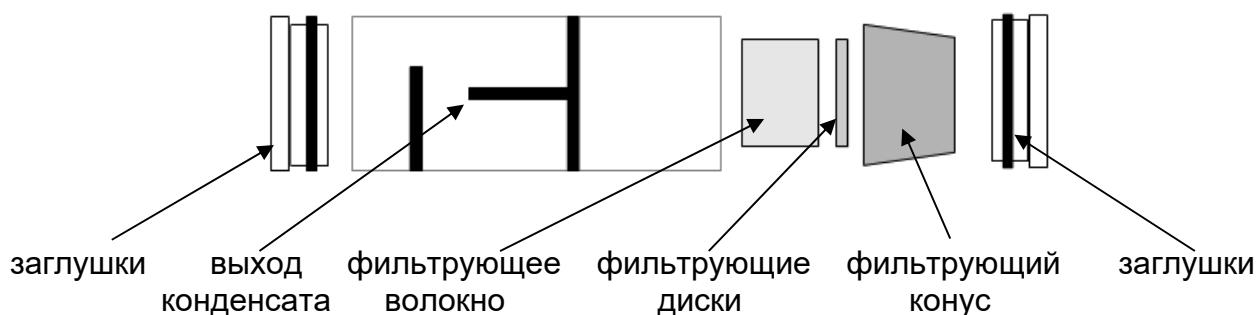 заглушки выход фильтрующее фильтрующие фильтрующий заглушки
конденсата волокно диски конус